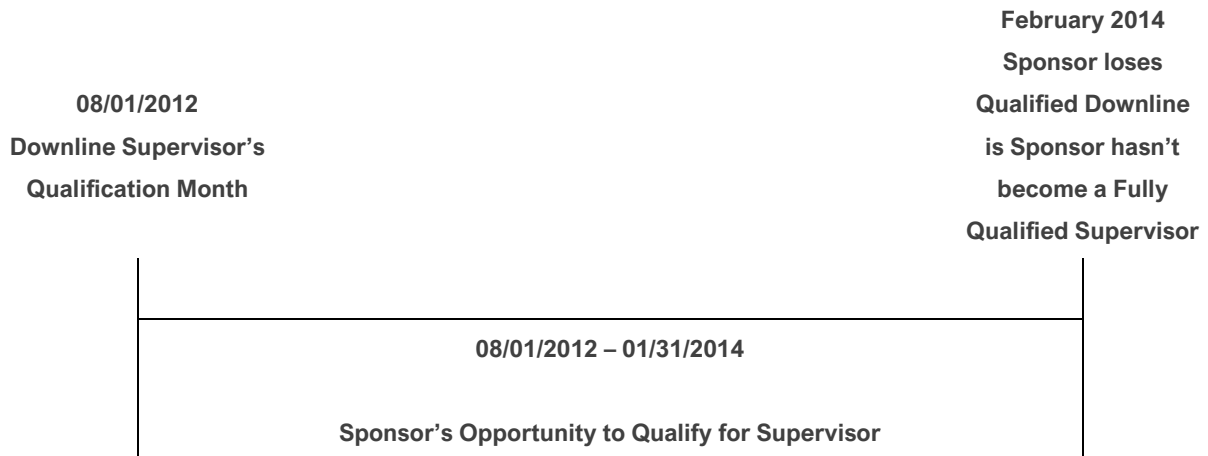 08/01/2012
Downline Supervisor’s
Qualification Month
February 2014
Sponsor loses
Qualified Downline
is Sponsor hasn’t
become a Fully
Qualified Supervisor
08/01/2012 – 01/31/2014
Sponsor’s Opportunity to Qualify for Supervisor